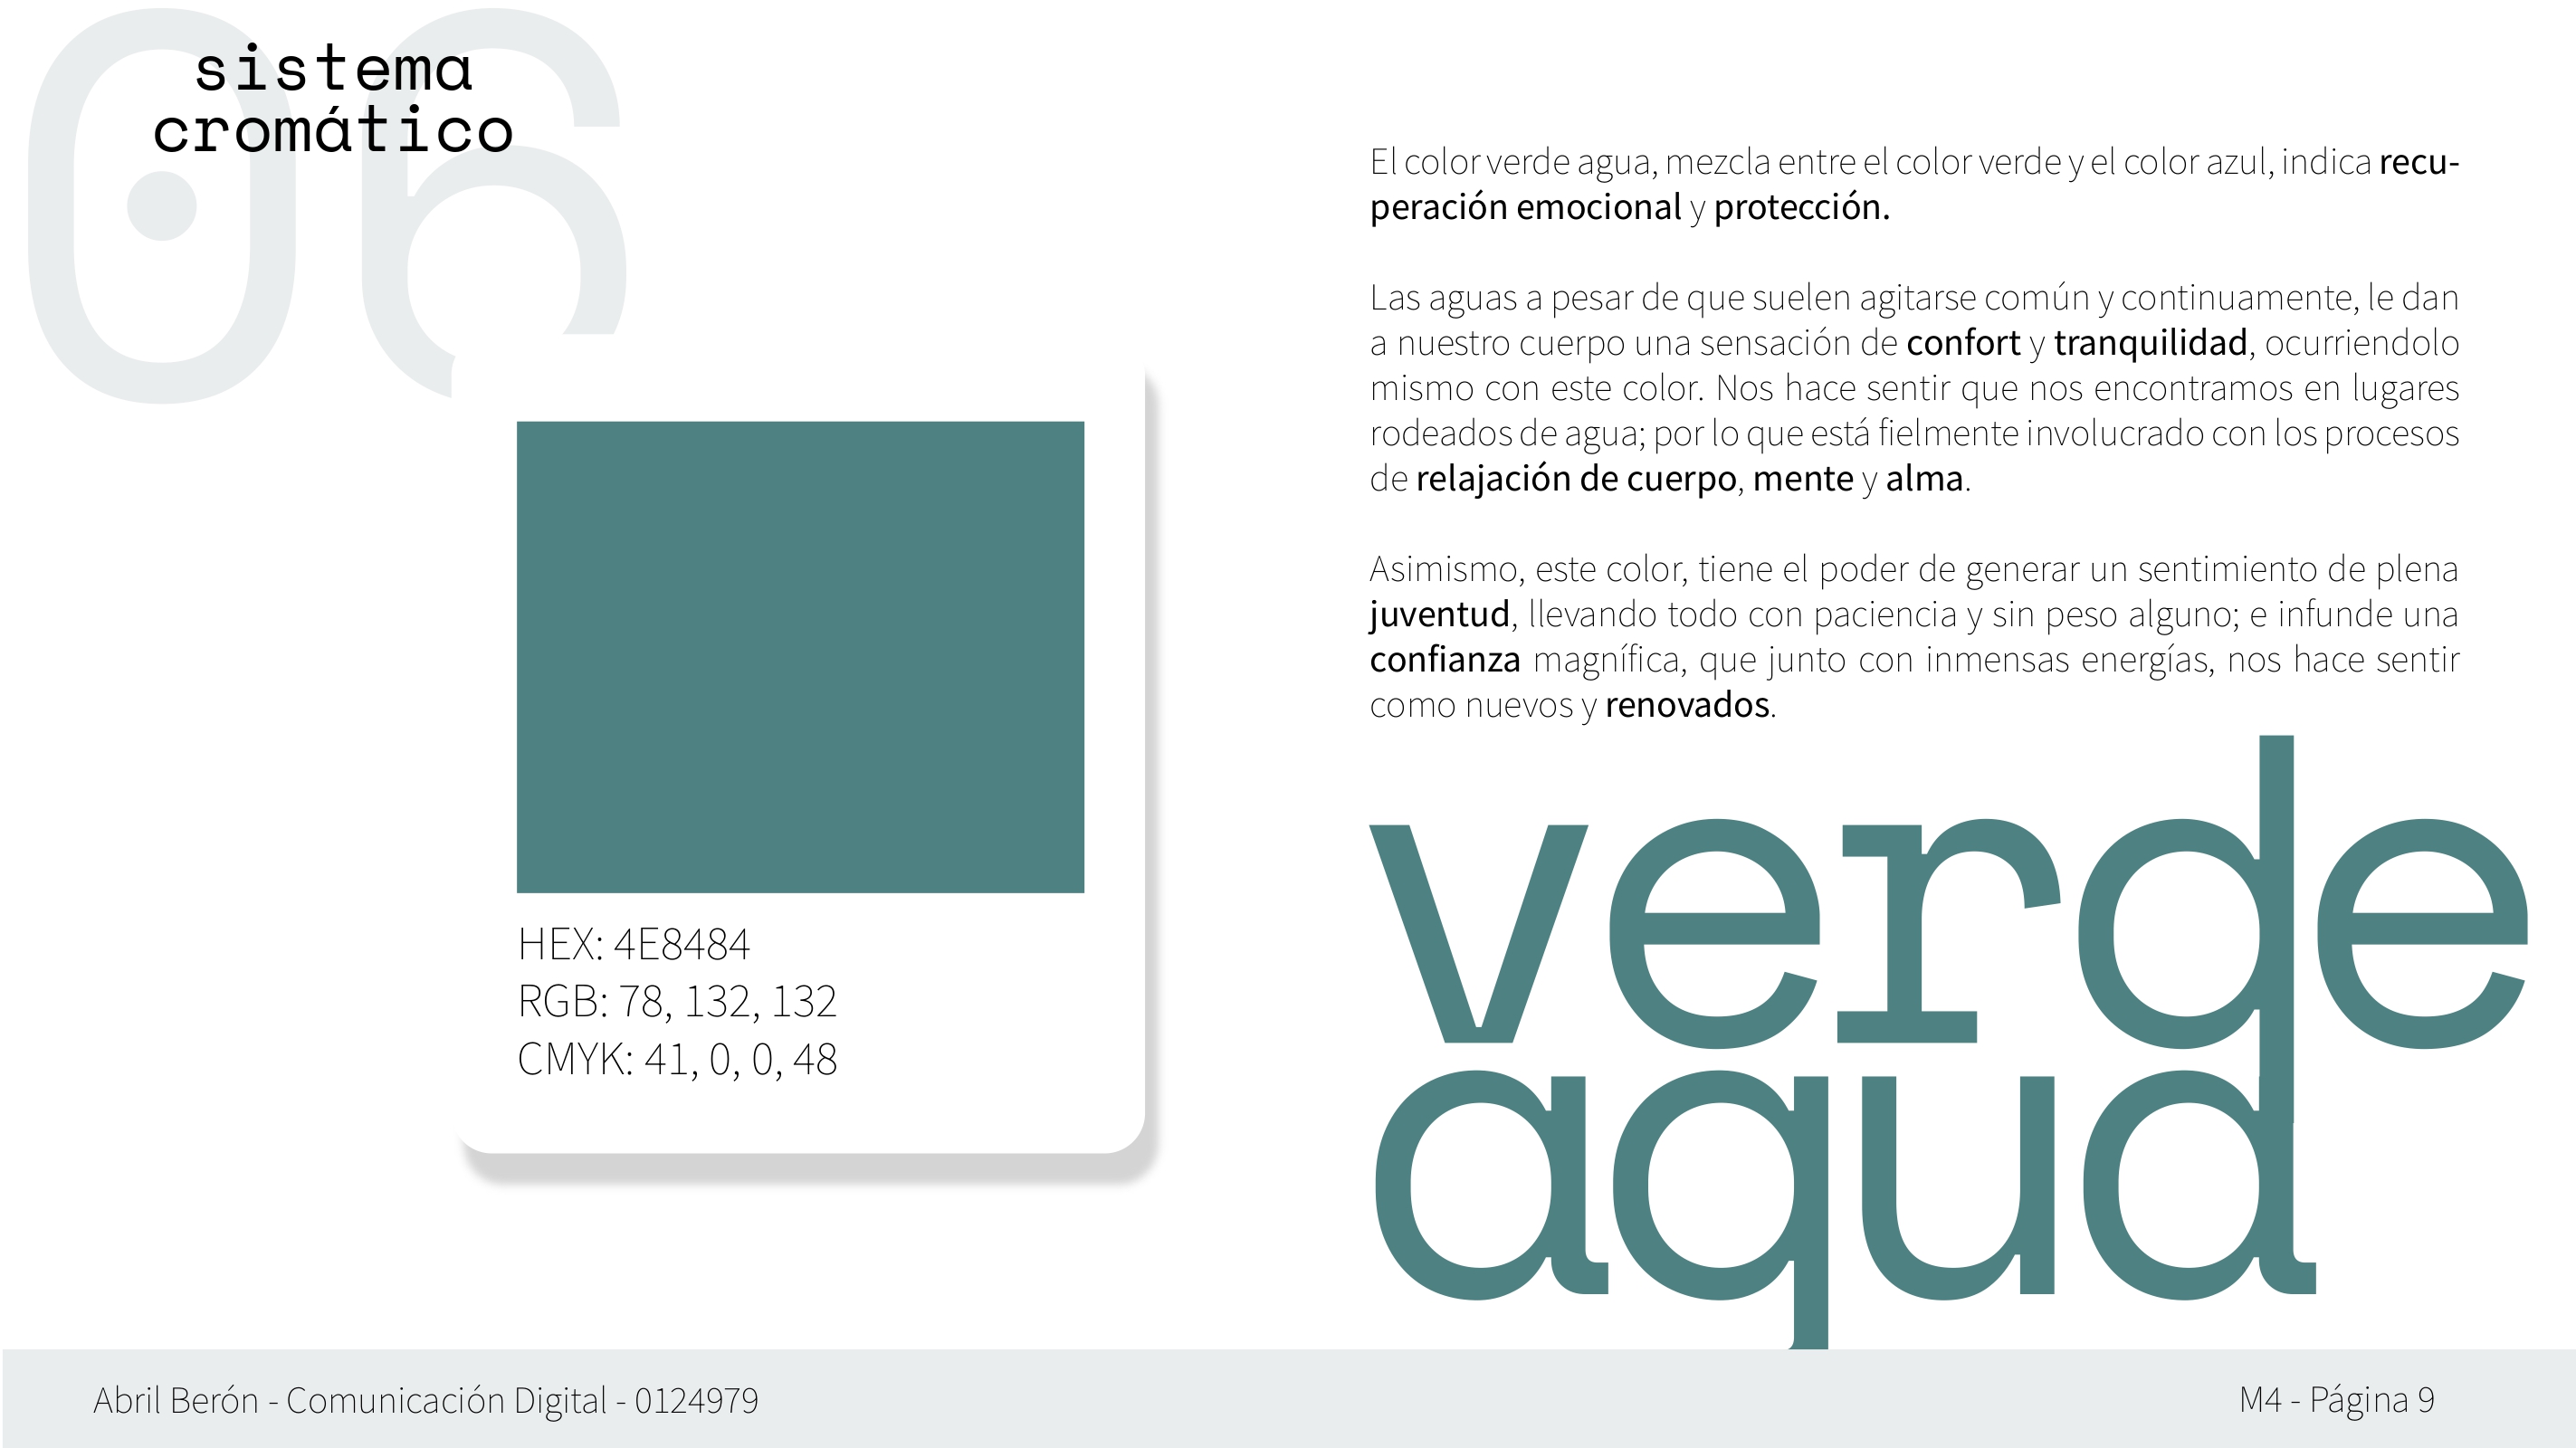 06
sistema
cromático
El color verde agua, mezcla entre el color verde y el color azul, indica recu-
peración emocional y protección.
Las aguas a pesar de que suelen agitarse común y continuamente, le dan
a nuestro cuerpo una sensación de confort y tranquilidad, ocurriendolo
mismo con este color. Nos hace sentir que nos encontramos en lugares
rodeados de agua; por lo que está fielmente involucrado con los procesos
de relajación de cuerpo, mente y alma.
Asimismo, este color, tiene el poder de generar un sentimiento de plena
juventud, llevando todo con paciencia y sin peso alguno; e infunde una
confianza magnífica, que junto con inmensas energías, nos hace sentir
como nuevos y renovados.
HEX: 4E8484
RGB: 78, 132, 132
CMYK: 41, 0, 0, 48
verde
agua
Abril Berón - Comunicación Digital - 0124979
M4 - Página 9